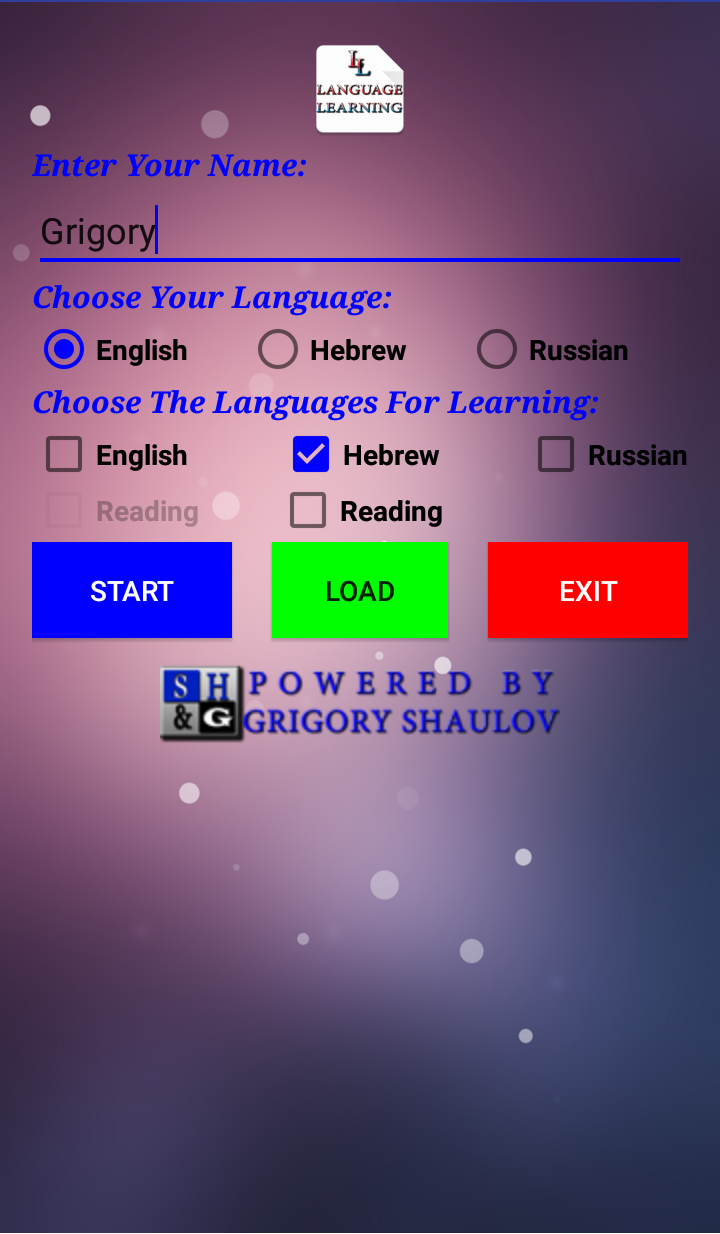 LL
LANGUAGE
LEARNING
Enter Your Name:
Grigory
Choose Your Language:
English Hebrew Russian
Choose The Languages For Learning:
English Hebrew Russian
Reading Reading
START LOAD EXIT
SH POWERED BY
&G GRIGORY SHAULOV